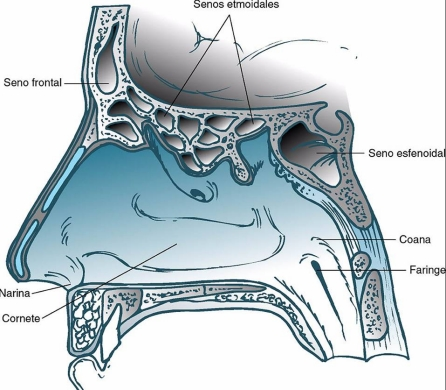 Senos etmoidales
Seno frontal
Seno esfenoidal
Coana
Faringe
Narina
Cornete